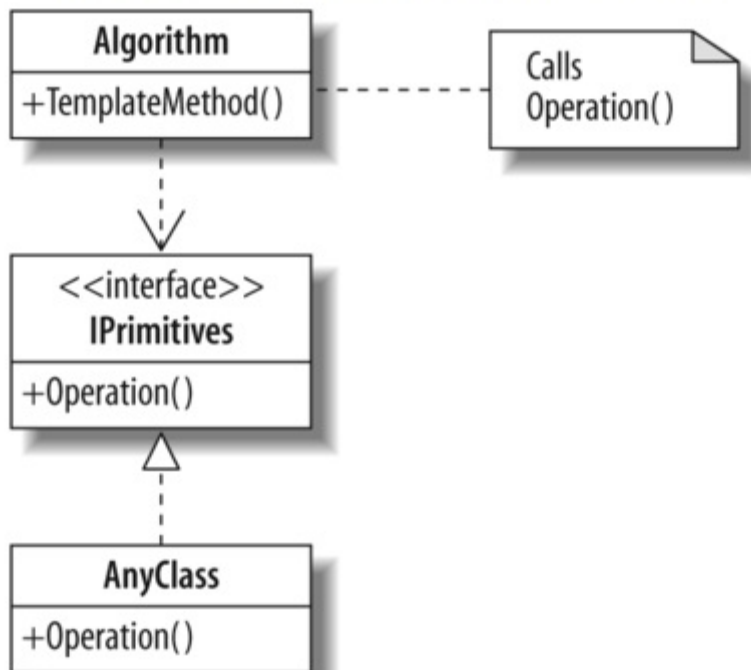 Algorithm
+TemplateMethod()
Calls
Operation()
<<interface>>
IPrimitives
+Operation()
AnyClass
+Operation()